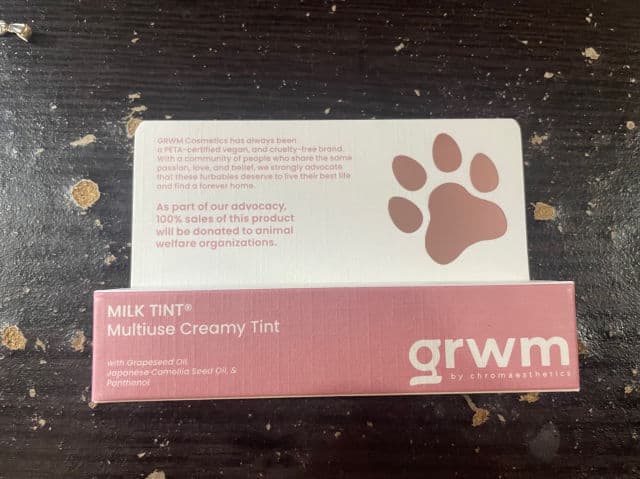 GRWM Cosmetics has always been
a PETA-certified vegan, and cruelty-free brand.
With a community of people who share the same
passion, love, and belief, we strongly advocate
that these furbabies deserve to live their best life
and find a forever home.
As part of our advocacy,
100% sales of this product
will be donated to animal
welfare organizations.
MILK TINT®
Multiuse Creamy Tint
with Grapeseed Oil,
Japanese Camellia Seed Oil, &
Panthenol
grwm
by chromaesthetics